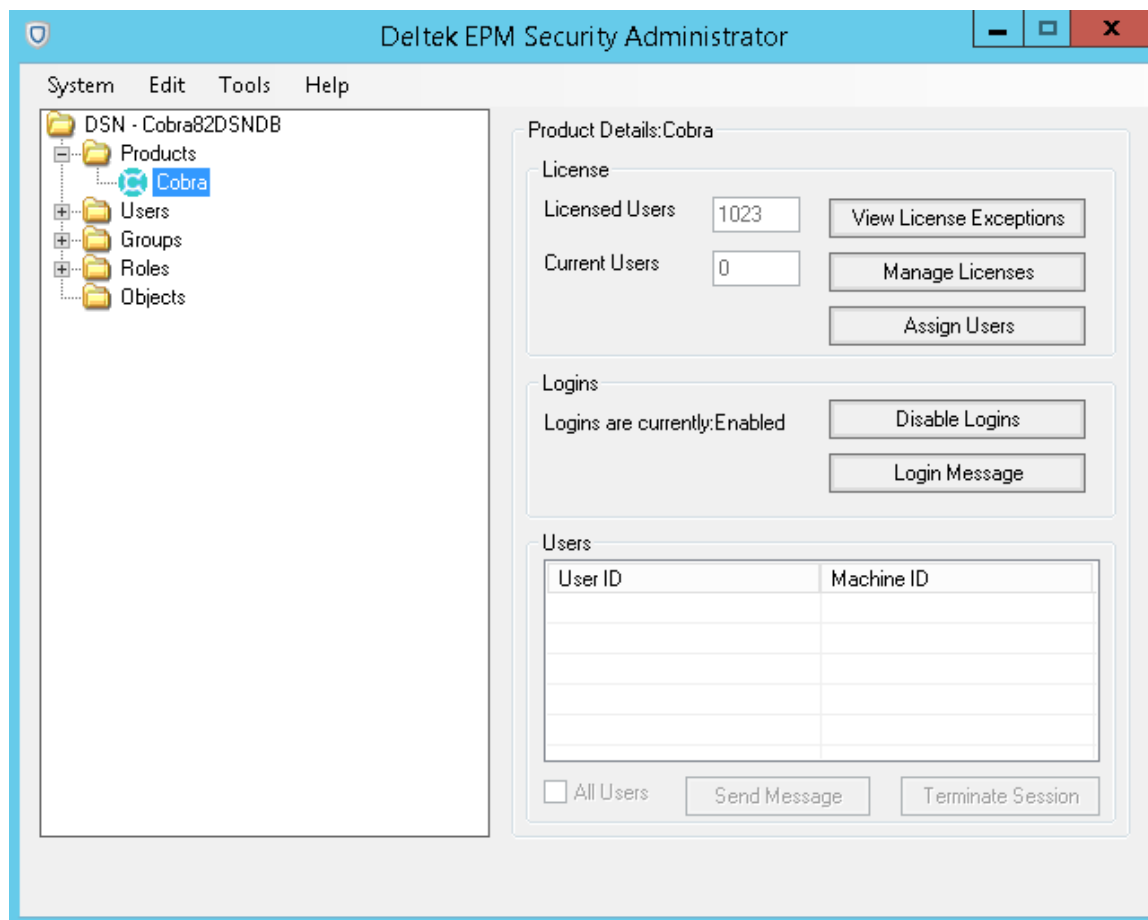 Deltek EPM Security Administrator
System Edit Tools Help
DSN - Cobra82DSNDB
Products
Cobra
Users
Groups
Roles
Objects
Product Details:Cobra
License
Licensed Users 1023 View License Exceptions
Current Users 0 Manage Licenses
Assign Users
Logins
Logins are currently:Enabled Disable Logins
Login Message
Users
User ID Machine ID
All Users Send Message Terminate Session